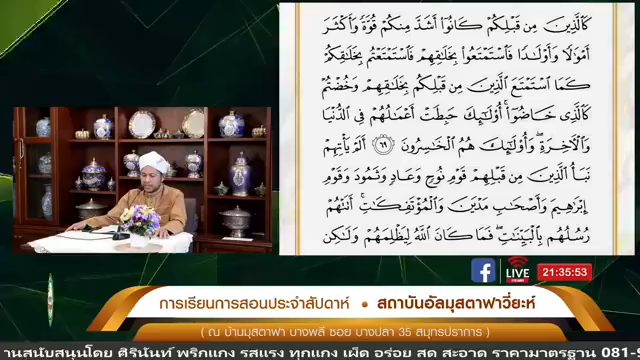 كَالَّذِينَ مِن قَبْلِكُمْ كَانُوٓا۟ أَشَدَّ مِنكُمْ قُوَّةً وَأَكْثَرَ
أَمْوَٰلًا وَأَوْلَٰدًا فَٱسْتَمْتَعُوا۟ بِخَلَٰقِهِمْ فَٱسْتَمْتَعْتُم بِخَلَٰقِكُمْ
كَمَا ٱسْتَمْتَعَ ٱلَّذِينَ مِن قَبْلِكُم بِخَلَٰقِهِمْ وَخُضْتُمْ
كَٱلَّذِى خَاضُوٓا۟ أُو۟لَٰٓئِكَ حَبِطَتْ أَعْمَٰلُهُمْ فِى ٱلدُّنْيَا
وَٱلْءَاخِرَةِ وَأُو۟لَٰٓئِكَ هُمُ ٱلْخَٰسِرُونَ ٦٩ أَلَمْ يَأْتِهِمْ
نَبَأُ ٱلَّذِينَ مِن قَبْلِهِمْ قَوْمِ نُوحٍ وَعَادٍ وَثَمُودَ وَقَوْمِ
إِبْرَٰهِيمَ وَأَصْحَٰبِ مَدْيَنَ وَٱلْمُؤْتَفِكَٰتِ أَتَتْهُمْ
رُسُلُهُم بِٱلْبَيِّنَٰتِ فَمَا كَانَ ٱللَّهُ لِيَظْلِمَهُمْ وَلَٰكِن
LIVE
21:35:53
การเรียนการสอนประจำสัปดาห์ • สถาบันอัลมุสตาฟาวี่ยะห์
( ณ บ้านมุสตาฟา บางพลี ซอย บางปลา 35 สมุทรปราการ )
านสนับสนุนโดย ศิรินันท์ พริกแกง รสแรง ทุกแกง เผ็ด อร่อย สด สะอาด ราคามาตรฐาน 081-